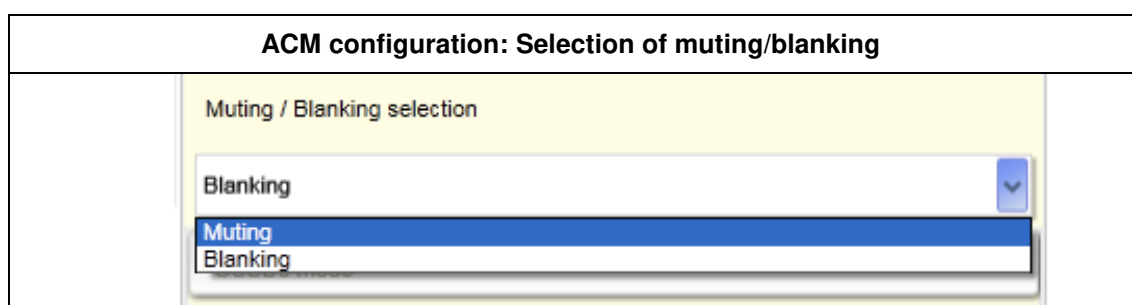 ACM configuration: Selection of muting/blanking
Muting / Blanking selection
Blanking
Muting
Blanking